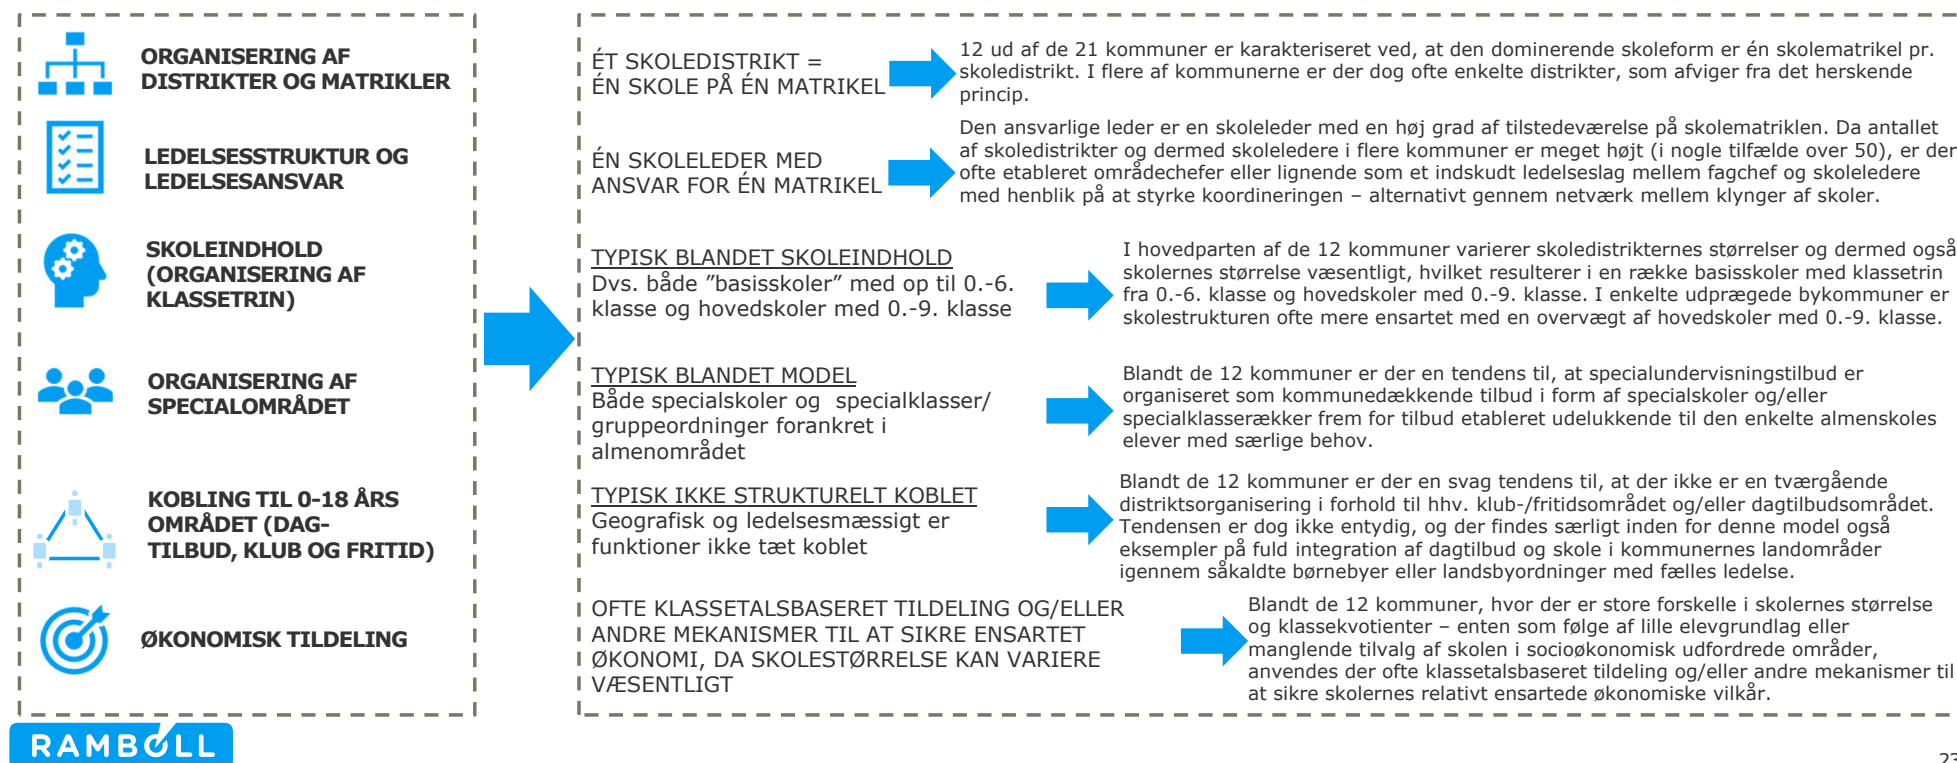 ORGANISERING AF
DISTRIKTER OG MATRIKLER
LEDELSESSTRUKTUR OG
LEDELSESANSVAR
SKOLEINDHOLD
(ORGANISERING AF
KLASSETRIN)
ORGANISERING AF
SPECIALOMRÅDET
KOBLING TIL 0-18 ÅRS
OMRÅDET (DAG-
TILBUD, KLUB OG FRITID)
ØKONOMISK TILDELING
ÉT SKOLEDISTRIKT =
ÉN SKOLE PÅ ÉN MATRIKEL
12 ud af de 21 kommuner er karakteriseret ved, at den dominerende skoleform er én skolematrikel pr.
skoledistrikt. I flere af kommunerne er der dog ofte enkelte distrikter, som afviger fra det herskende
princip.
ÉN SKOLELEDER MED
ANSVAR FOR ÉN MATRIKEL
Den ansvarlige leder er en skoleleder med en høj grad af tilstedeværelse på skolematriklen. Da antallet
af skoledistrikter og dermed skoleledere i flere kommuner er meget højt (i nogle tilfælde over 50), er der
ofte etableret områdechefer eller lignende som et indskudt ledelseslag mellem fagchef og skoleledere
med henblik på at styrke koordineringen – alternativt gennem netværk mellem klynger af skoler.
TYPISK BLANDET SKOLEINDHOLD
Dvs. både ”basisskoler” med op til 0.-6.
klasse og hovedskoler med 0.-9. klasse
I hovedparten af de 12 kommuner varierer skoledistrikternes størrelser og dermed også
skolernes størrelse væsentligt, hvilket resulterer i en række basisskoler med klassetrin
fra 0.-6. klasse og hovedskoler med 0.-9. klasse. I enkelte udprægede bykommuner er
skolestrukturen ofte mere ensartet med en overvægt af hovedskoler med 0.-9. klasse.
TYPISK BLANDET MODEL
Både specialskoler og specialklasser/
gruppeordninger forankret i
almenområdet
Blandt de 12 kommuner er der en tendens til, at specialundervisningstilbud er
organiseret som kommunedækkende tilbud i form af specialskoler og/eller
specialklasserækker frem for tilbud etableret udelukkende til den enkelte almenskoles
elever med særlige behov.
TYPISK IKKE STRUKTURELT KOBLET
Geografisk og ledelsesmæssigt er
funktioner ikke tæt koblet
Blandt de 12 kommuner er der en svag tendens til, at der ikke er en tværgående
distriktsorganisering i forhold til hhv. klub-/fritidsområdet og/eller dagtilbudsområdet.
Tendensen er dog ikke entydig, og der findes særligt inden for denne model også
eksempler på fuld integration af dagtilbud og skole i kommunernes landområder
igennem såkaldte børnebyer eller landsbyordninger med fælles ledelse.
OFTE KLASSETALSBASERET TILDELING OG/ELLER
ANDRE MEKANISMER TIL AT SIKRE ENSARTET
ØKONOMI, DA SKOLESTØRRELSE KAN VARIERE
VÆSENTLIGT
Blandt de 12 kommuner, hvor der er store forskelle i skolernes størrelse
og klassekvotienter – enten som følge af lille elevgrundlag eller
manglende tilvalg af skolen i socioøkonomisk udfordrede områder,
anvendes der ofte klassetalsbaseret tildeling og/eller andre mekanismer til
at sikre skolernes relativt ensartede økonomiske vilkår.
RAMBØLL